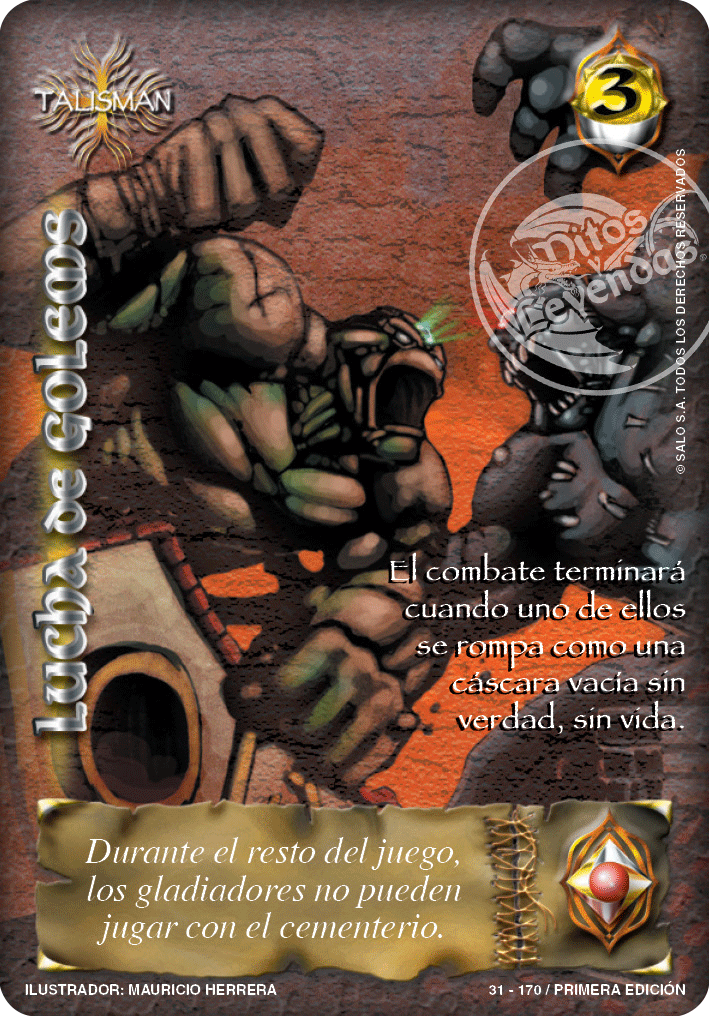 TALISMAN
3
Mitos
y
Leyendas
®
© SALO S.A. TODOS LOS DERECHOS RESERVADOS
Lucha de Golems
El combate terminará
cuando uno de ellos
se rompa como una
cáscara vacía sin
verdad, sin vida.
Durante el resto del juego,
los gladiadores no pueden
jugar con el cementerio.
ILUSTRADOR: MAURICIO HERRERA
31 - 170 / PRIMERA EDICIÓN